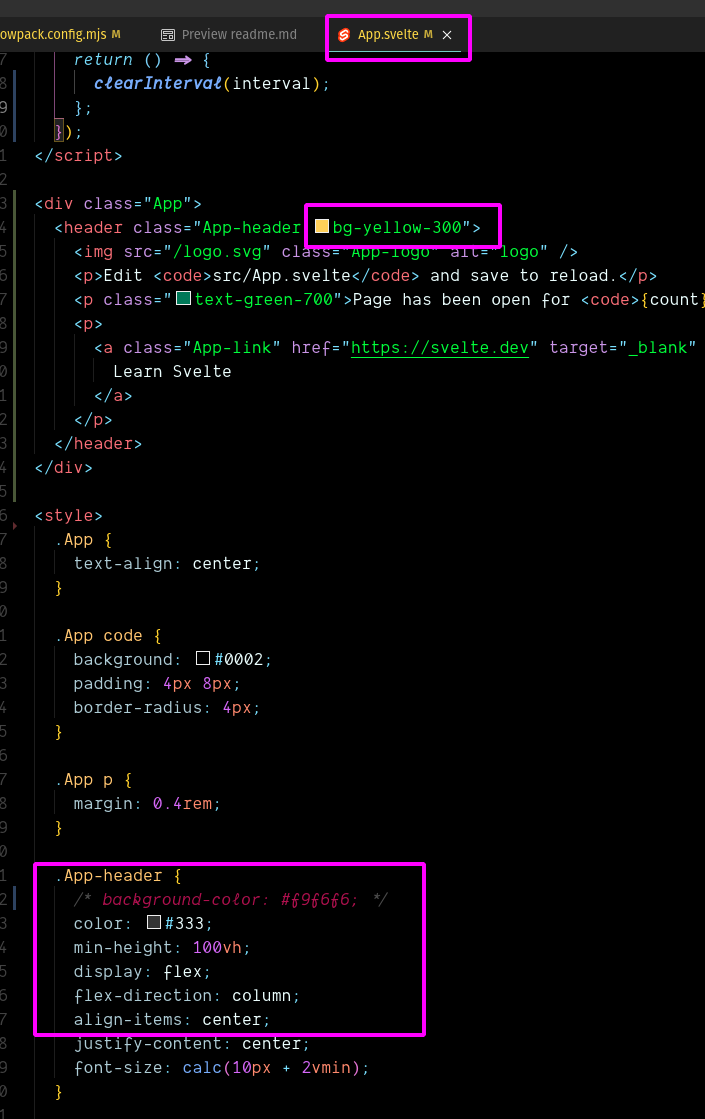 owpack.config.mjs M Preview readme.md App.svelte M
7 return () => {
8 clearInterval(interval);
9 };
0 });
1 </script>
2
3 <div class="App">
4 <header class="App-header bg-yellow-300">
5 <img src="/logo.svg" class="App-logo" alt="logo" />
6 <p>Edit <code>src/App.svelte</code> and save to reload.</p>
7 <p class="text-green-700">Page has been open for <code>{count}
8 <p>
9 <a class="App-link" href="https://svelte.dev" target="_blank"
0 Learn Svelte
1 </a>
2 </p>
3 </header>
4 </div>
5
6 <style>
7 .App {
8 text-align: center;
9 }
0
1 .App code {
2 background: #0002;
3 padding: 4px 8px;
4 border-radius: 4px;
5 }
6
7 .App p {
8 margin: 0.4rem;
9 }
0
1 .App-header {
2 /* background-color: #f9f6f6; */
3 color: #333;
4 min-height: 100vh;
5 display: flex;
6 flex-direction: column;
7 align-items: center;
8 justify-content: center;
9 font-size: calc(10px + 2vmin);
0 }
1